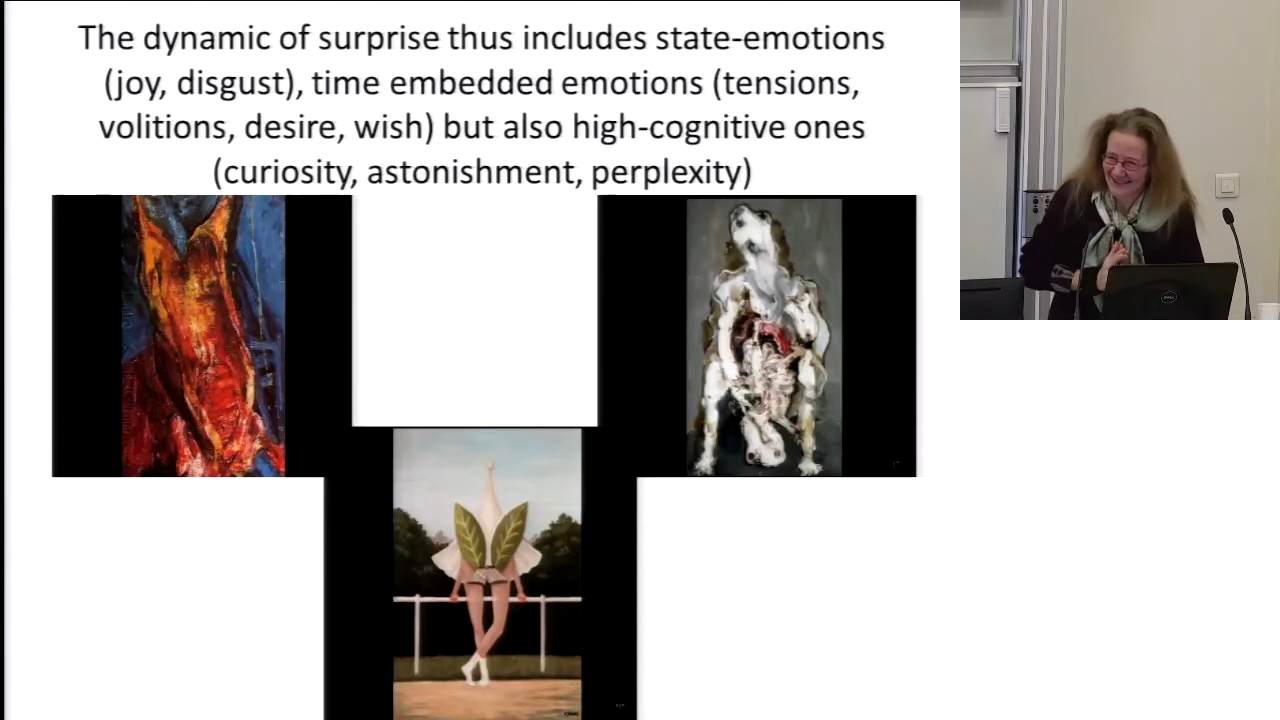 The dynamic of surprise thus includes state-emotions
(joy, disgust), time embedded emotions (tensions,
volitions, desire, wish) but also high-cognitive ones
(curiosity, astonishment, perplexity)
DELL